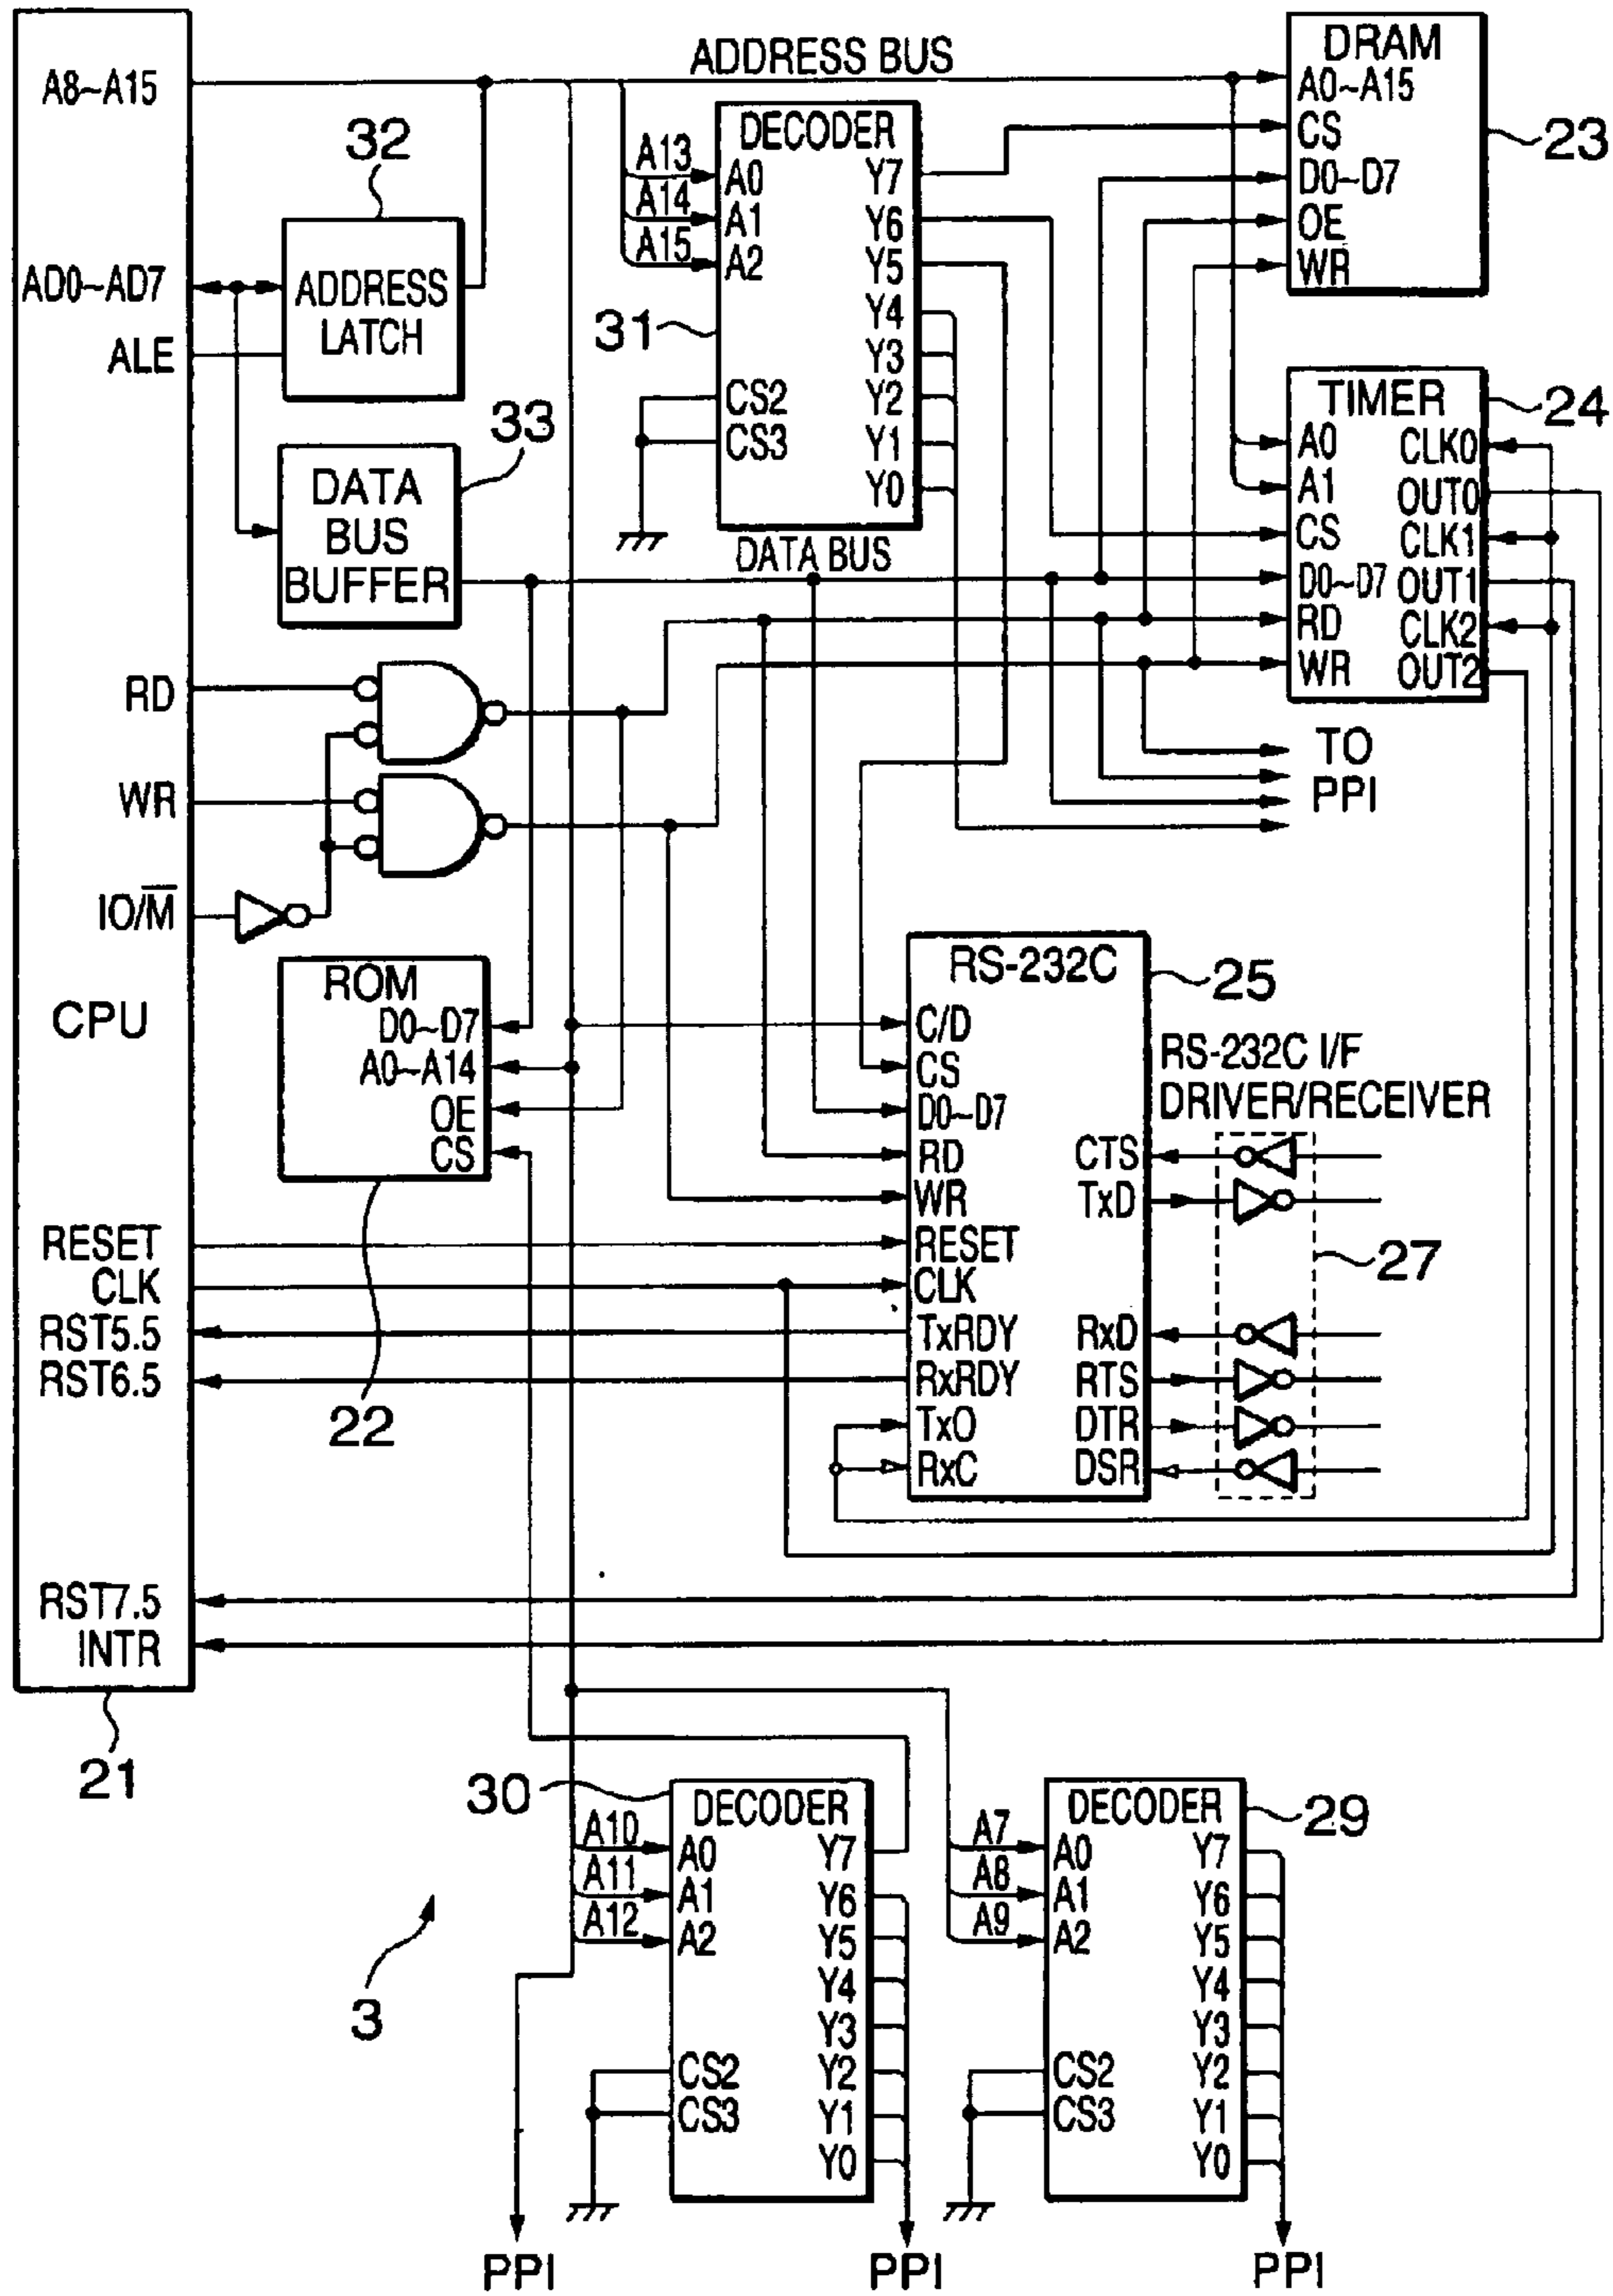 ADDRESS BUS
CPU
A8~A15
AD0~AD7
ALE
RD
WR
IO/M̅
RESET
CLK
RST5.5
RST6.5
RST7.5
INTR
21
32
ADDRESS
LATCH
33
DATA
BUS
BUFFER
ROM
D0~D7
A0~A14
OE
CS
22
A13
A14
A15
DECODER
A0
A1
A2
CS2
CS3
Y7
Y6
Y5
Y4
Y3
Y2
Y1
Y0
31
DATA BUS
DRAM
A0~A15
CS
D0~D7
OE
WR
23
TIMER
A0
A1
CS
D0~D7
RD
WR
CLK0
OUT0
CLK1
OUT1
CLK2
OUT2
24
TO
PPI
RS-232C
C/D
CS
D0~D7
RD
WR
RESET
CLK
TxRDY
RxRDY
TxO
RxC
CTS
TxD
RxD
RTS
DTR
DSR
25
RS-232C I/F
DRIVER/RECEIVER
27
3
30
A10
A11
A12
DECODER
A0
A1
A2
CS2
CS3
Y7
Y6
Y5
Y4
Y3
Y2
Y1
Y0
A7
A8
A9
DECODER
A0
A1
A2
CS2
CS3
Y7
Y6
Y5
Y4
Y3
Y2
Y1
Y0
29
PPI
PPI
PPI